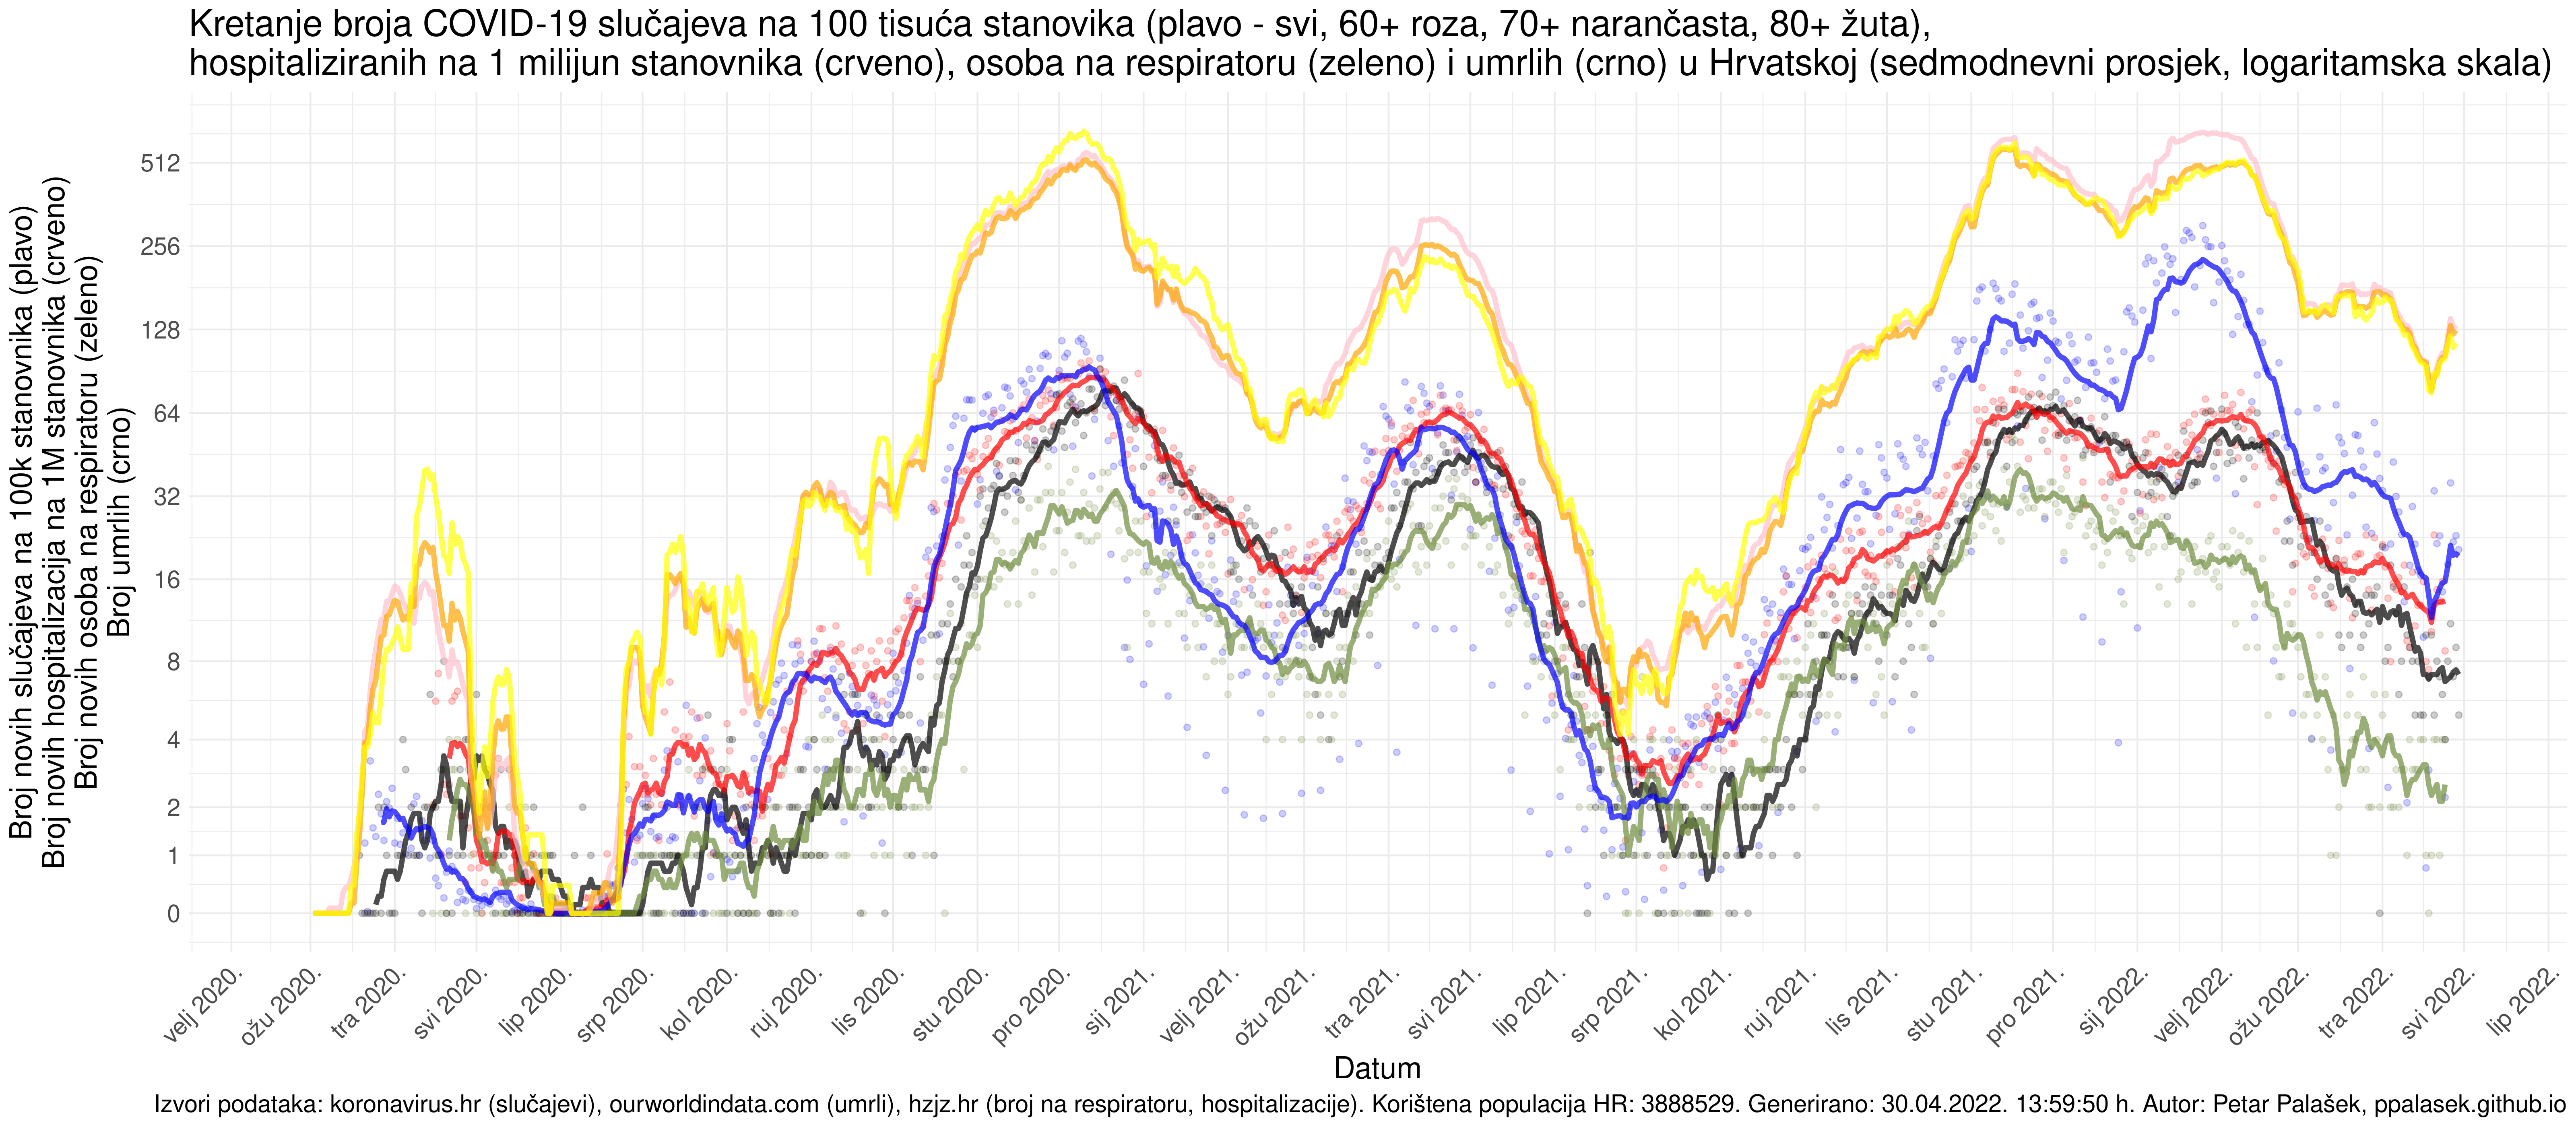 Kretanje broja COVID-19 slučajeva na 100 tisuća stanovika (plavo - svi, 60+ roza, 70+ narančasta, 80+ žuta),
hospitaliziranih na 1 milijun stanovnika (crveno), osoba na respiratoru (zeleno) i umrlih (crno) u Hrvatskoj (sedmodnevni prosjek, logaritamska skala)
Broj novih slučajeva na 100k stanovnika (plavo)
Broj novih hospitalizacija na 1M stanovnika (crveno)
Broj novih osoba na respiratoru (zeleno)
Broj umrlih (crno)
512
256
128
64
32
16
8
4
2
1
0
velj 2020.
ožu 2020.
tra 2020.
svi 2020.
lip 2020.
srp 2020.
kol 2020.
ruj 2020.
lis 2020.
stu 2020.
pro 2020.
sij 2021.
velj 2021.
ožu 2021.
tra 2021.
svi 2021.
lip 2021.
srp 2021.
kol 2021.
ruj 2021.
lis 2021.
stu 2021.
pro 2021.
sij 2022.
velj 2022.
ožu 2022.
tra 2022.
svi 2022.
lip 2022.
Datum
Izvori podataka: koronavirus.hr (slučajevi), ourworldindata.com (umrli), hzjz.hr (broj na respiratoru, hospitalizacije). Korištena populacija HR: 3888529. Generirano: 30.04.2022. 13:59:50 h. Autor: Petar Palašek, ppalasek.github.io